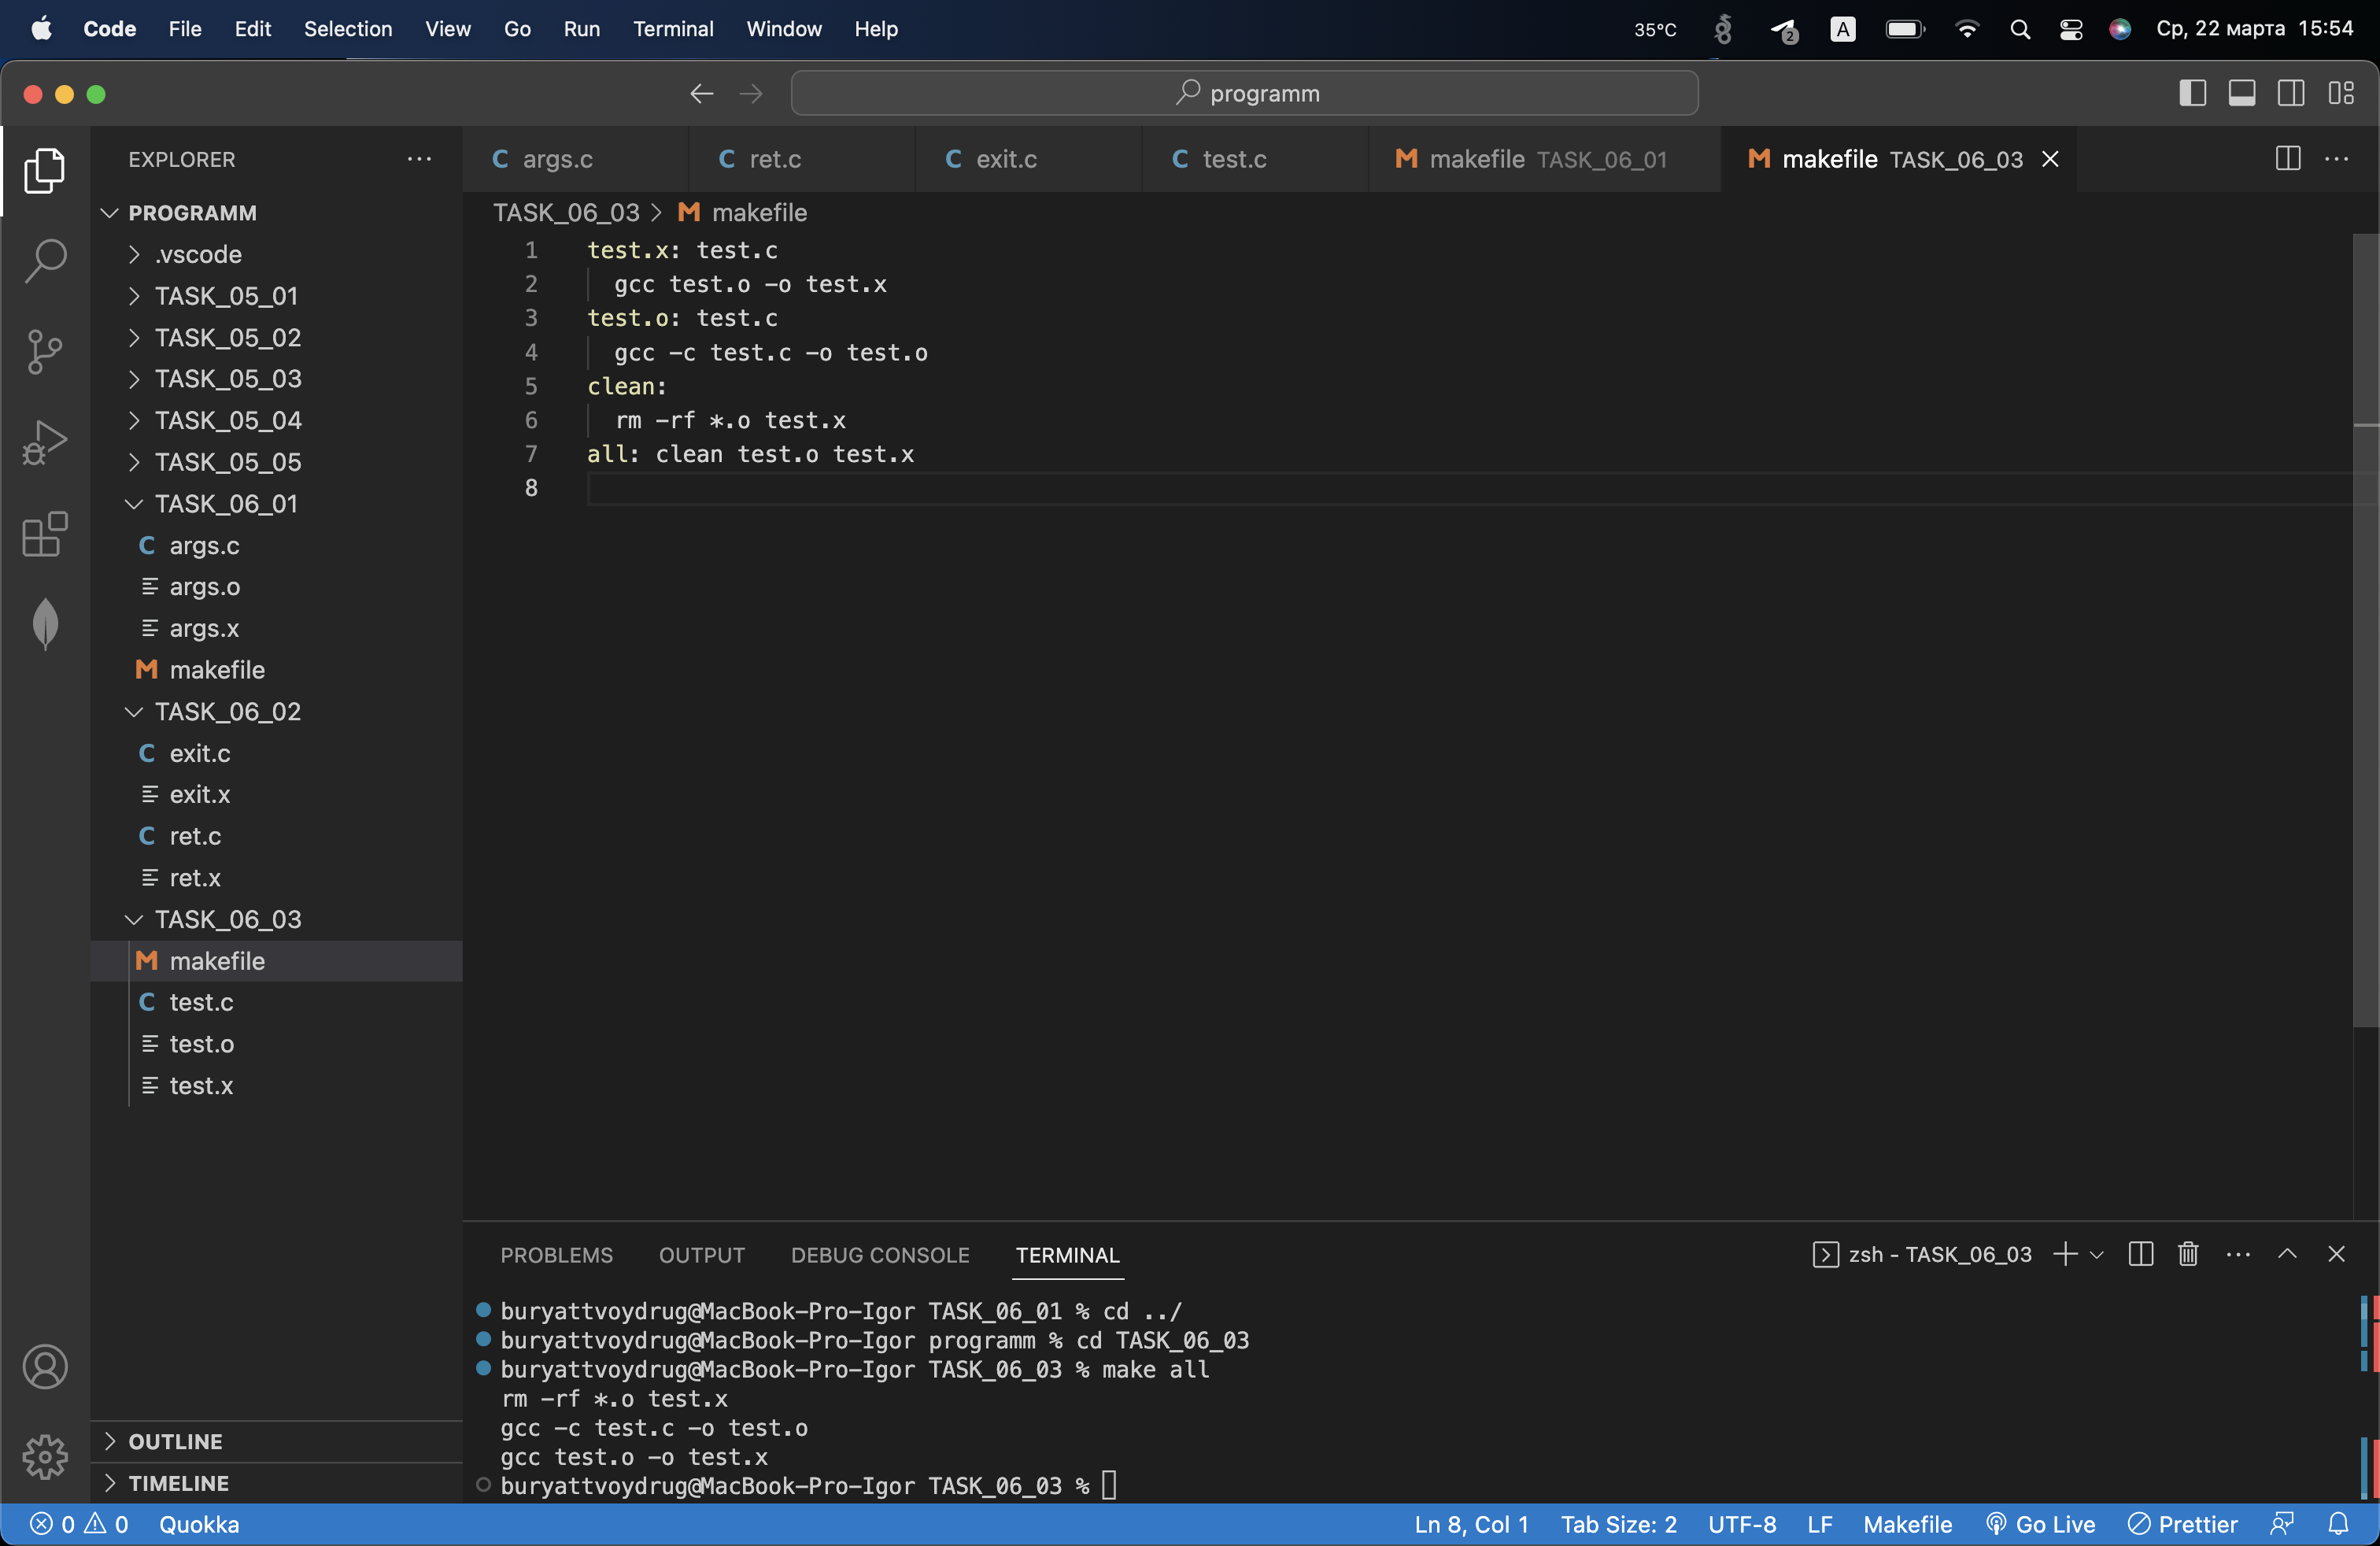 Code File Edit Selection View Go Run Terminal Window Help 35°C 2 A Ср, 22 марта 15:54
programm
EXPLORER
PROGRAMM
.vscode
TASK_05_01
TASK_05_02
TASK_05_03
TASK_05_04
TASK_05_05
TASK_06_01
C args.c
args.o
args.x
M makefile
TASK_06_02
C exit.c
exit.x
C ret.c
ret.x
TASK_06_03
M makefile
C test.c
test.o
test.x
OUTLINE
TIMELINE
C args.c C ret.c C exit.c C test.c M makefile TASK_06_01 M makefile TASK_06_03
TASK_06_03 > M makefile
1 test.x: test.c
2 gcc test.o -o test.x
3 test.o: test.c
4 gcc -c test.c -o test.o
5 clean:
6 rm -rf *.o test.x
7 all: clean test.o test.x
8
PROBLEMS OUTPUT DEBUG CONSOLE TERMINAL zsh - TASK_06_03
buryattvoydrug@MacBook-Pro-Igor TASK_06_01 % cd ../
buryattvoydrug@MacBook-Pro-Igor programm % cd TASK_06_03
buryattvoydrug@MacBook-Pro-Igor TASK_06_03 % make all
rm -rf *.o test.x
gcc -c test.c -o test.o
gcc test.o -o test.x
buryattvoydrug@MacBook-Pro-Igor TASK_06_03 %
0 0 Quokka Ln 8, Col 1 Tab Size: 2 UTF-8 LF Makefile Go Live Prettier